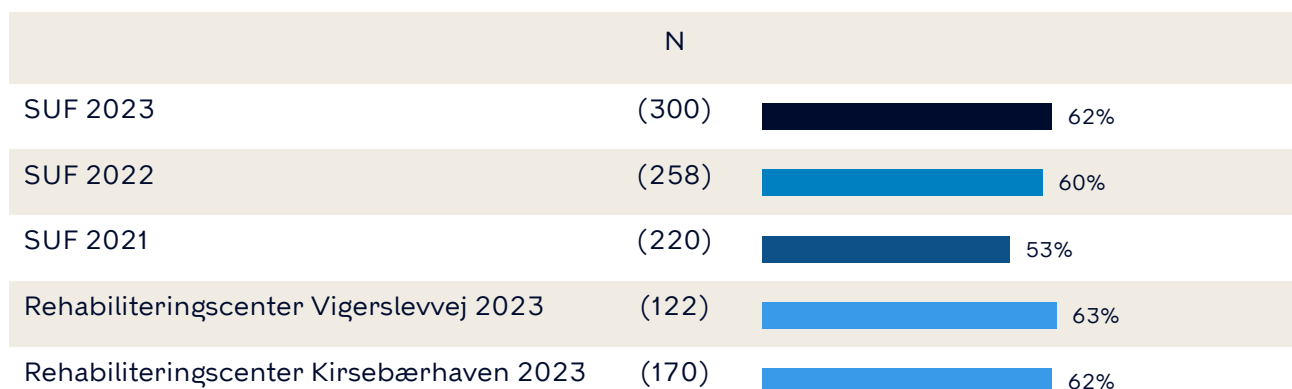 N
SUF 2023 (300) 62%
SUF 2022 (258) 60%
SUF 2021 (220) 53%
Rehabiliteringscenter Vigerslevvej 2023 (122) 63%
Rehabiliteringscenter Kirsebærhaven 2023 (170) 62%